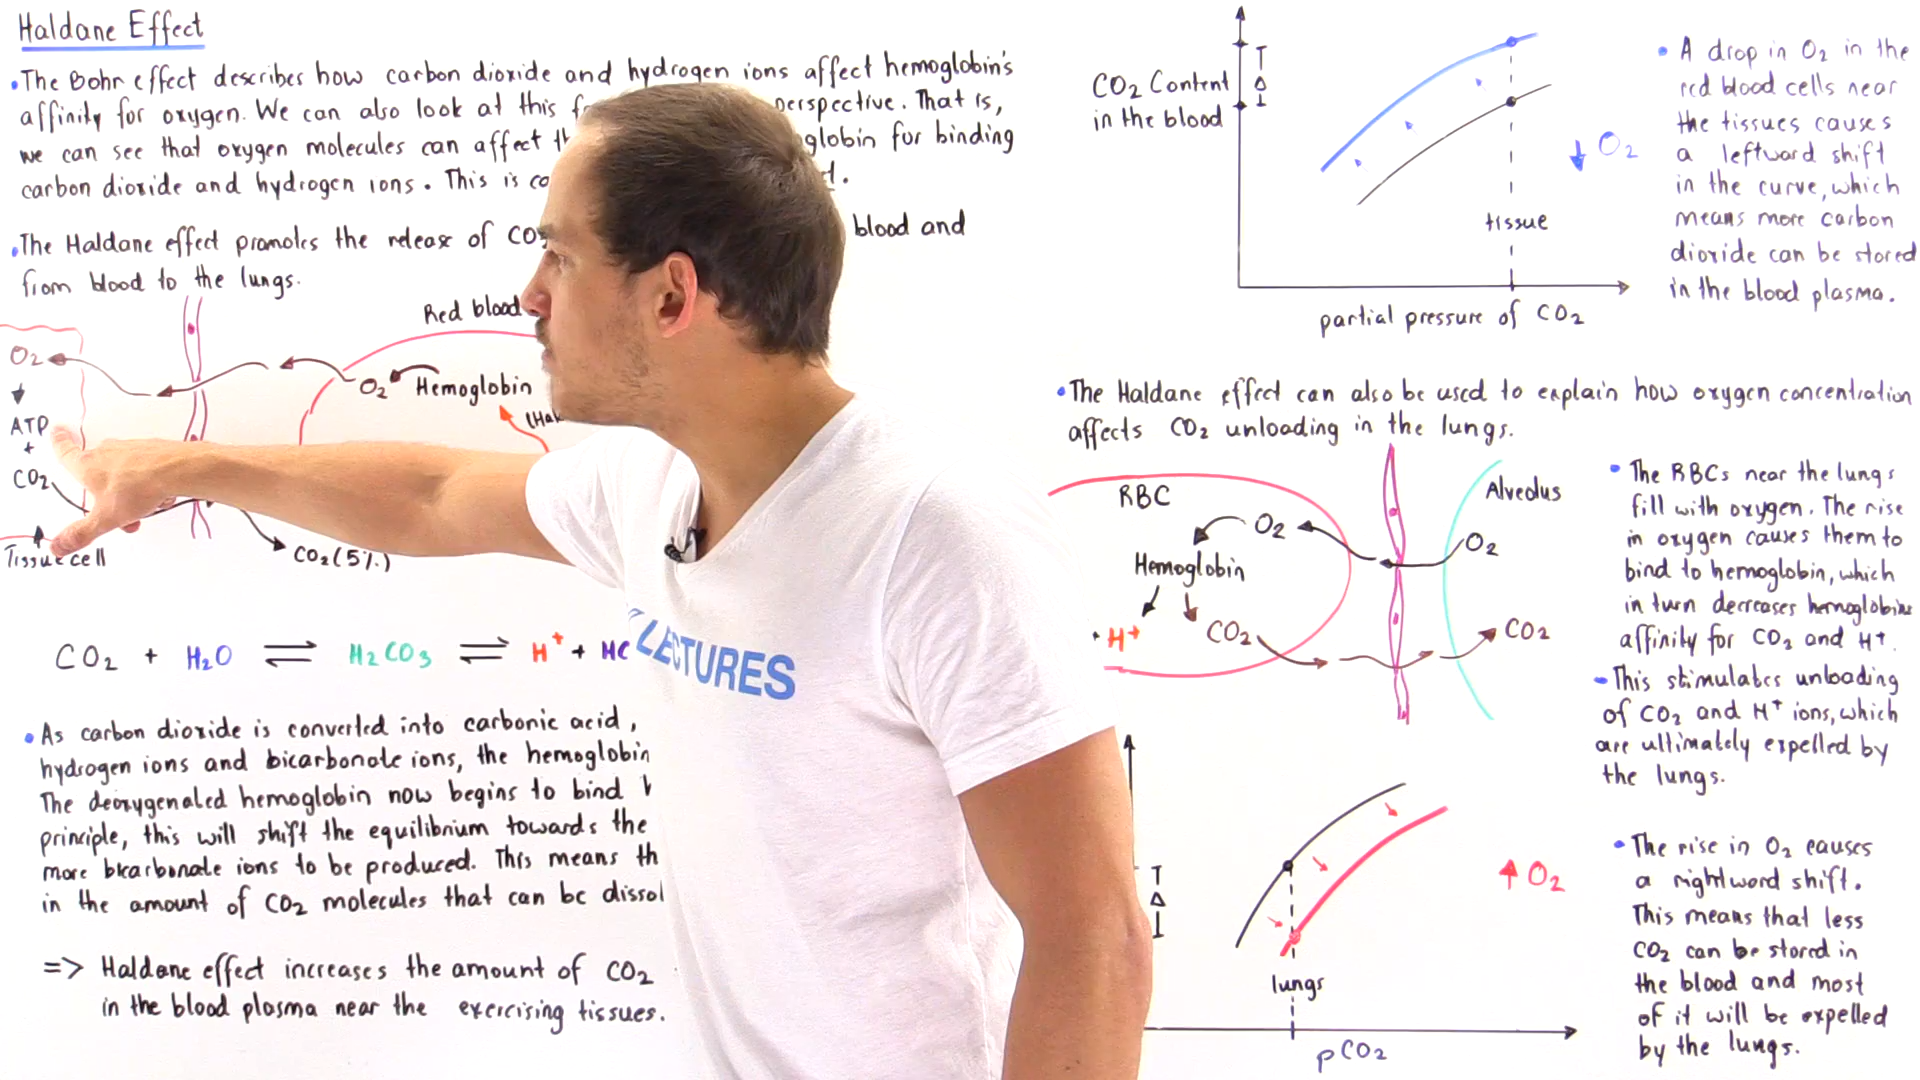 Haldane Effect
•The Bohr effect describes how carbon dioxide and hydrogen ions affect hemoglobin's
affinity for oxygen. We can also look at this perspective. That is,
we can see that oxygen molecules can affect globin for binding
carbon dioxide and hydrogen ions. This is
•The Haldane effect promotes the release of CO2 blood and
from blood to the lungs.
Red blood
O2
O2 Hemoglobin
ATP
+
CO2
Tissue cell
CO2 (5%)
CO2 + H2O ⇌ H2CO3 ⇌ H+ + HC
LECTURES
• As carbon dioxide is converted into carbonic acid,
hydrogen ions and bicarbonate ions, the hemoglobin
The deoxygenated hemoglobin now begins to bind
principle, this will shift the equilibrium towards the
more bicarbonate ions to be produced. This means
in the amount of CO2 molecules that can be
=> Haldane effect increases the amount of CO2
in the blood plasma near the exercising tissues.
CO2 Content
in the blood
Δ
↓ O2
tissue
partial pressure of CO2
• A drop in O2 in the
red blood cells near
the tissues causes
a leftward shift
in the curve, which
means more carbon
dioxide can be stored
in the blood plasma.
•The Haldane effect can also be used to explain how oxygen concentration
affects CO2 unloading in the lungs.
RBC
Alveolus
O2
O2
Hemoglobin
H+
CO2
CO2
• The RBCs near the lungs
fill with oxygen. The rise
in oxygen causes them to
bind to hemoglobin, which
in turn decreases hemoglobins
affinity for CO2 and H+.
-This stimulates unloading
of CO2 and H+ ions, which
are ultimately expelled by
the lungs.
Δ
↑ O2
lungs
pCO2
• The rise in O2 causes
a rightward shift.
This means that less
CO2 can be stored in
the blood and most
of it will be expelled
by the lungs.